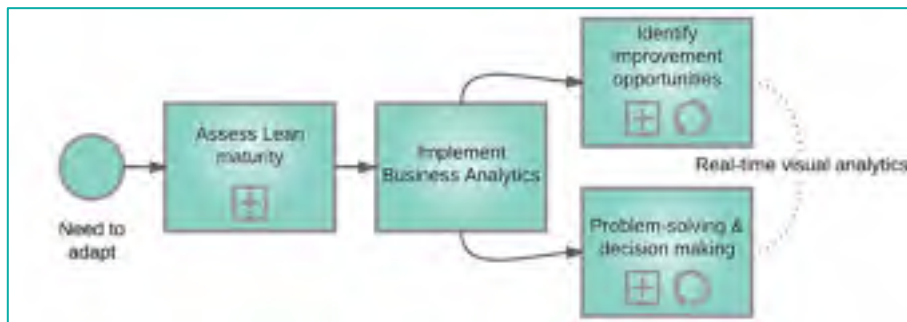 Need to
adapt
Assess Lean
maturity
Implement
Business Analytics
Identify
improvement
opportunities
Real-time visual analytics
Problem-solving &
decision making